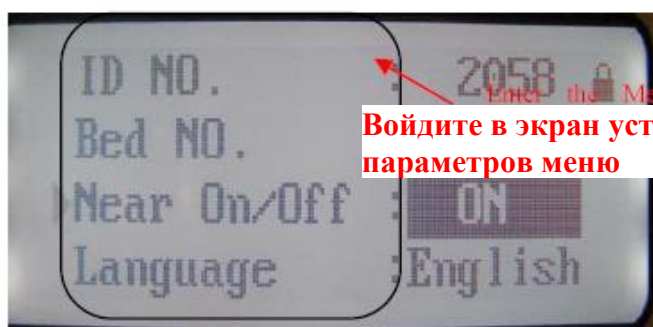 ID NO. : 2058
Enter the
Bed NO.
Войдите в экран уст
параметров меню
Near On/Off : ON
Language :English